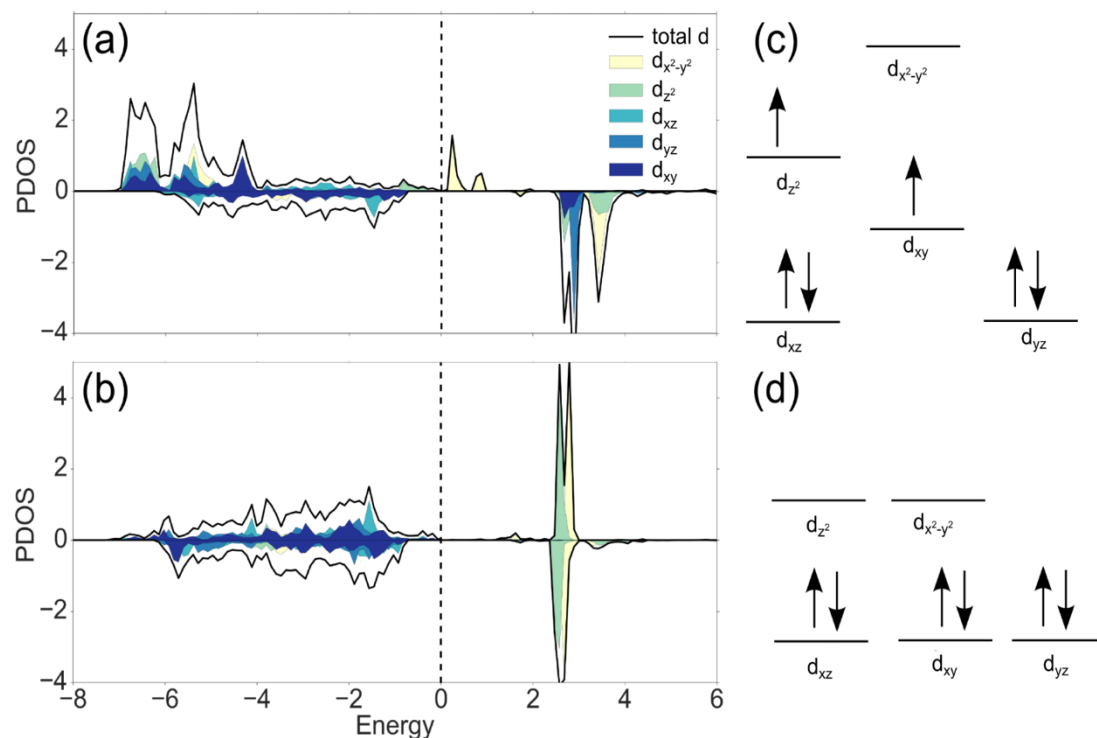 (a)
PDOS
4
2
0
−2
−4
total d
dx²-y²
dz²
dxz
dyz
dxy
(b)
PDOS
4
2
0
−2
−4
−8
−6
−4
−2
0
2
4
6
Energy
(c)
dx²-y²
dz²
dxy
dxz
dyz
(d)
dz²
dx²-y²
dxz
dxy
dyz